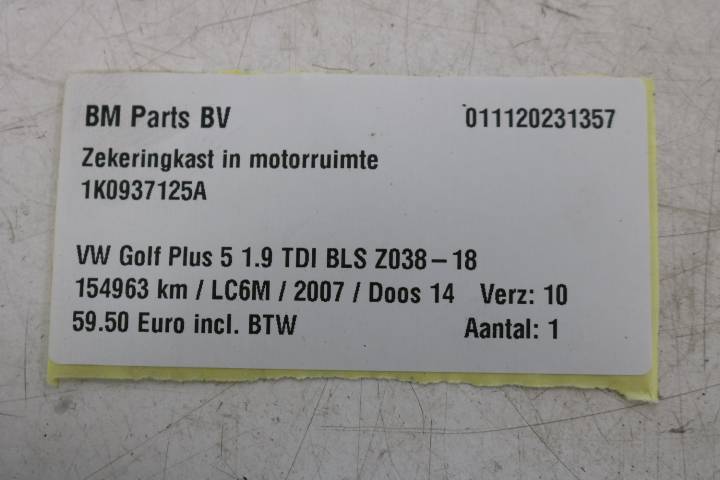 BM Parts BV 011120231357
Zekeringkast in motorruimte
1K0937125A
VW Golf Plus 5 1.9 TDI BLS Z038-18
154963 km / LC6M / 2007 / Doos 14 Verz: 10
59.50 Euro incl. BTW Aantal: 1